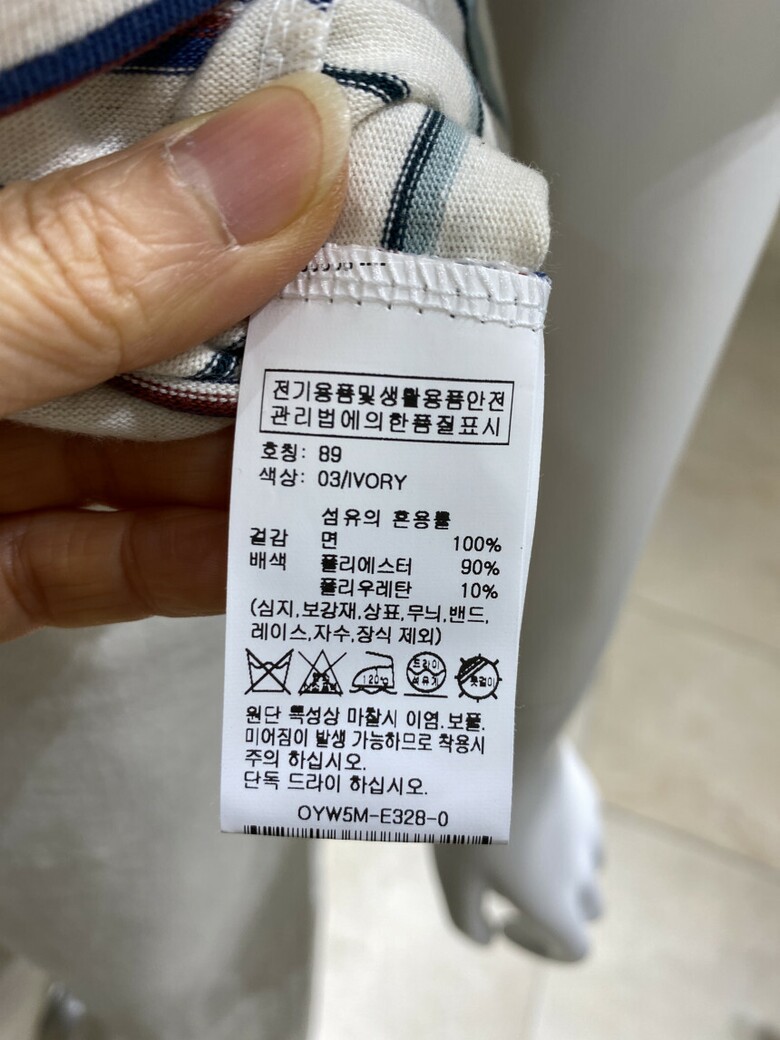 전기용품및생활용품안전
관리법에의한품질표시
호칭: 89
색상: 03/IVORY
섬유의 혼용률
겉감 면 100%
배색 폴리에스터 90%
폴리우레탄 10%
(심지,보강재,상표,무늬,밴드,
레이스,자수,장식 제외)
120℃ 드라이
석유계 옷걸이
원단 특성상 마찰시 이염.보풀.
미어짐이 발생 가능하므로 착용시
주의 하십시오.
단독 드라이 하십시오.
OYW5M-E328-0